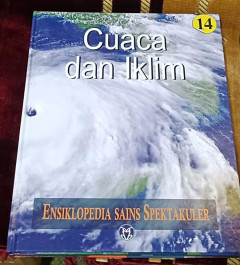 14
Cuaca
dan Iklim
ENSIKLOPEDIA SAINS SPEKTAKULER